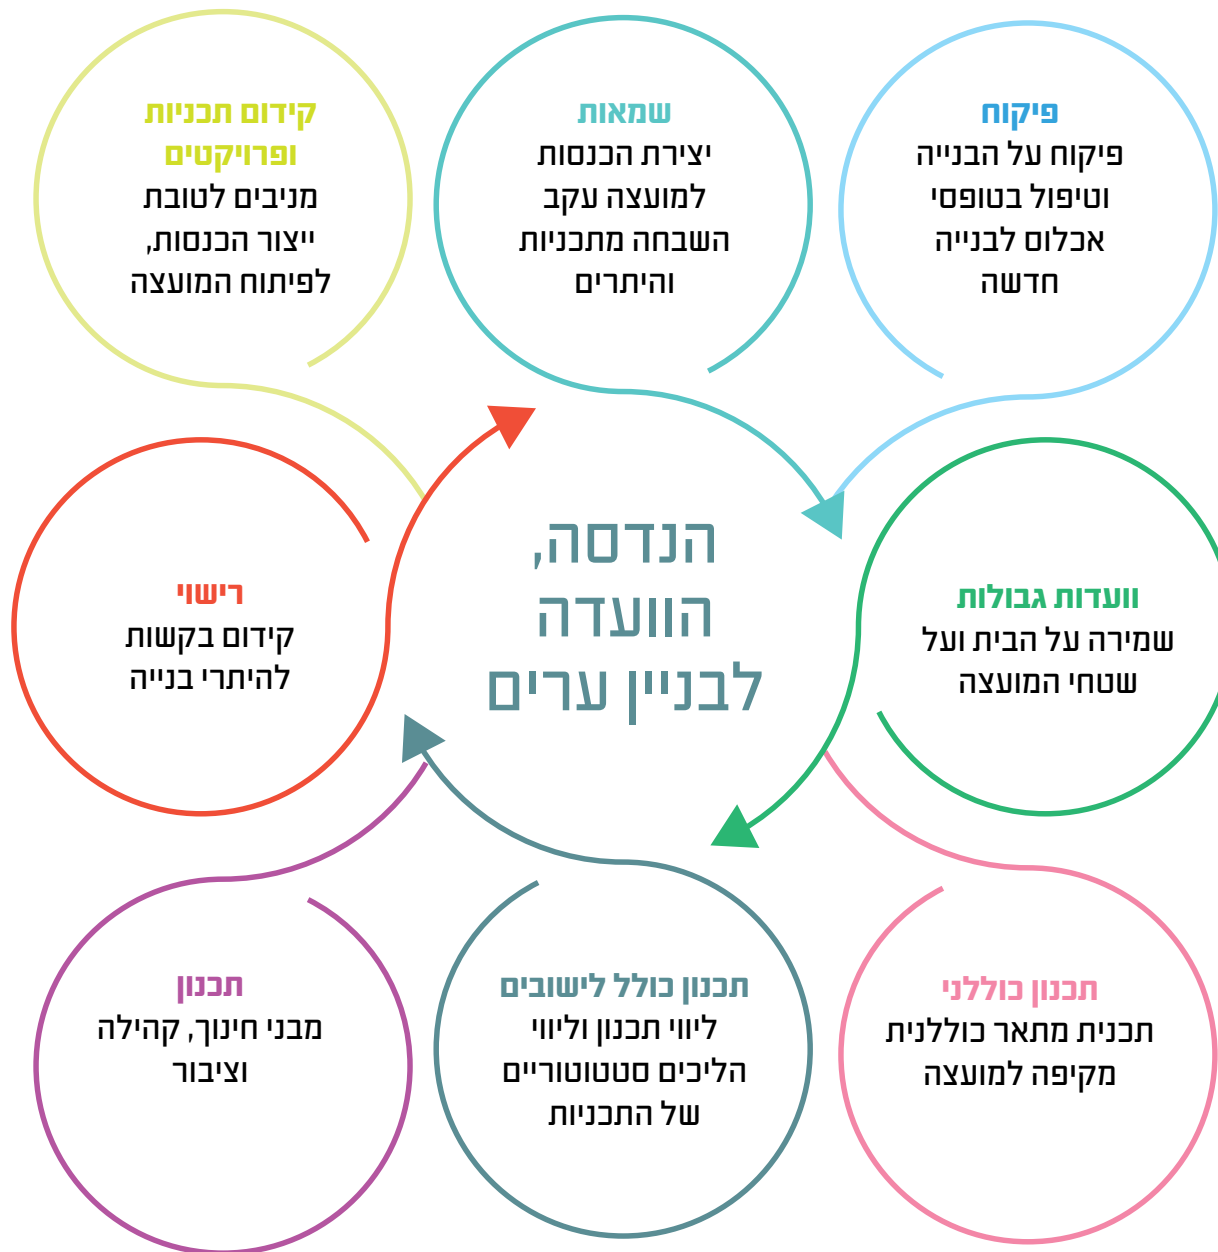 פיקוח
פיקוח על הבנייה
וטיפול בטופסי
אכלוס לבנייה
חדשה
שמאות
יצירת הכנסות
למועצה עקב
השבחה מתכניות
והיתרים
קידום תכניות
ופרויקטים
מניבים לטובת
ייצור הכנסות,
לפיתוח המועצה
וועדות גבולות
שמירה על הבית ועל
שטחי המועצה
הנדסה,
הוועדה
לבניין ערים
רישוי
קידום בקשות
להיתרי בנייה
תכנון כוללני
תכנית מתאר כוללנית
מקיפה למועצה
תכנון כולל לישובים
ליווי תכנון וליווי
הליכים סטטוטוריים
של התכניות
תכנון
מבני חינוך, קהילה
וציבור